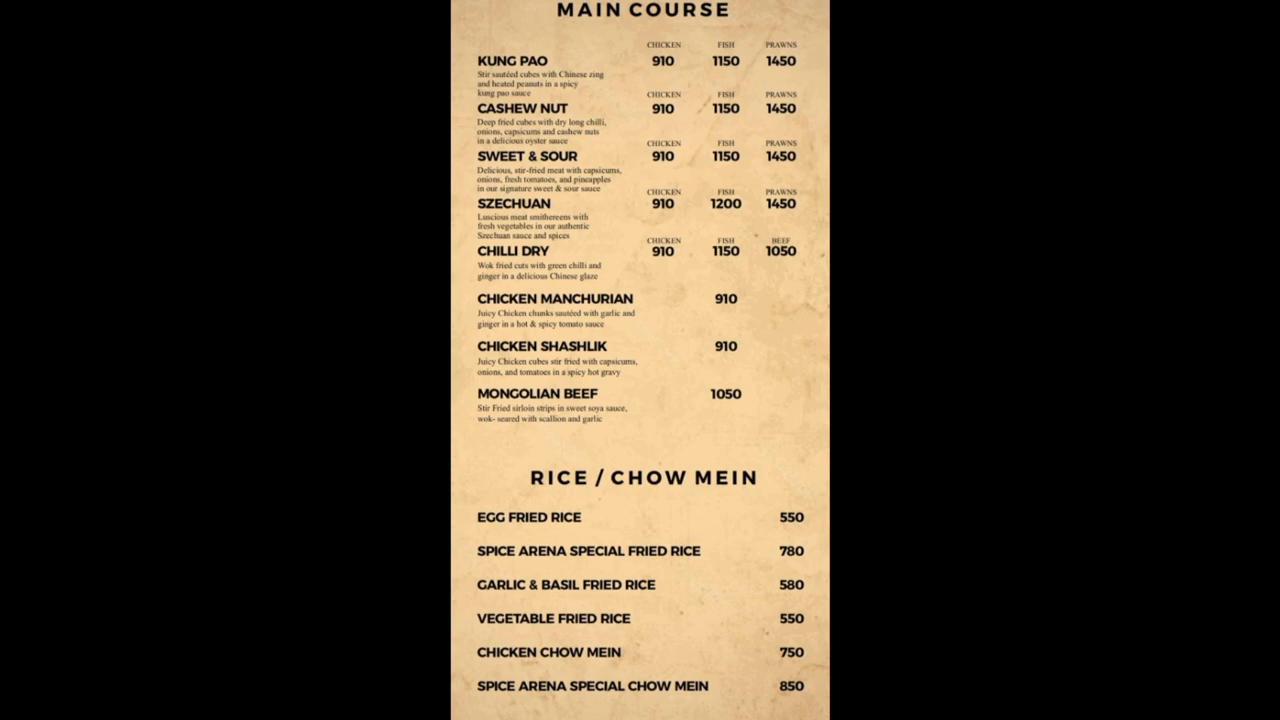 MAIN COURSE
CHICKEN FISH PRAWNS
KUNG PAO 910 1150 1450
Stir sautéed cubes with Chinese zing
and heated peanuts in a spicy
kung pao sauce
CHICKEN FISH PRAWNS
CASHEW NUT 910 1150 1450
Deep fried cubes with dry long chilli,
onions, capsicums and cashew nuts
in a delicious oyster sauce
CHICKEN FISH PRAWNS
SWEET & SOUR 910 1150 1450
Delicious, stir-fried meat with capsicums,
onions, fresh tomatoes, and pineapples
in our signature sweet & sour sauce
CHICKEN FISH PRAWNS
SZECHUAN 910 1200 1450
Luscious meat smithereens with
fresh vegetables in our authentic
Szechuan sauce and spices
CHICKEN FISH BEEF
CHILLI DRY 910 1150 1050
Wok fried cuts with green chilli and
ginger in a delicious Chinese glaze
CHICKEN MANCHURIAN 910
Juicy Chicken chunks sautéed with garlic and
ginger in a hot & spicy tomato sauce
CHICKEN SHASHLIK 910
Juicy Chicken cubes stir fried with capsicums,
onions, and tomatoes in a spicy hot gravy
MONGOLIAN BEEF 1050
Stir Fried sirloin strips in sweet soya sauce,
wok- seared with scallion and garlic
RICE / CHOW MEIN
EGG FRIED RICE 550
SPICE ARENA SPECIAL FRIED RICE 780
GARLIC & BASIL FRIED RICE 580
VEGETABLE FRIED RICE 550
CHICKEN CHOW MEIN 750
SPICE ARENA SPECIAL CHOW MEIN 850